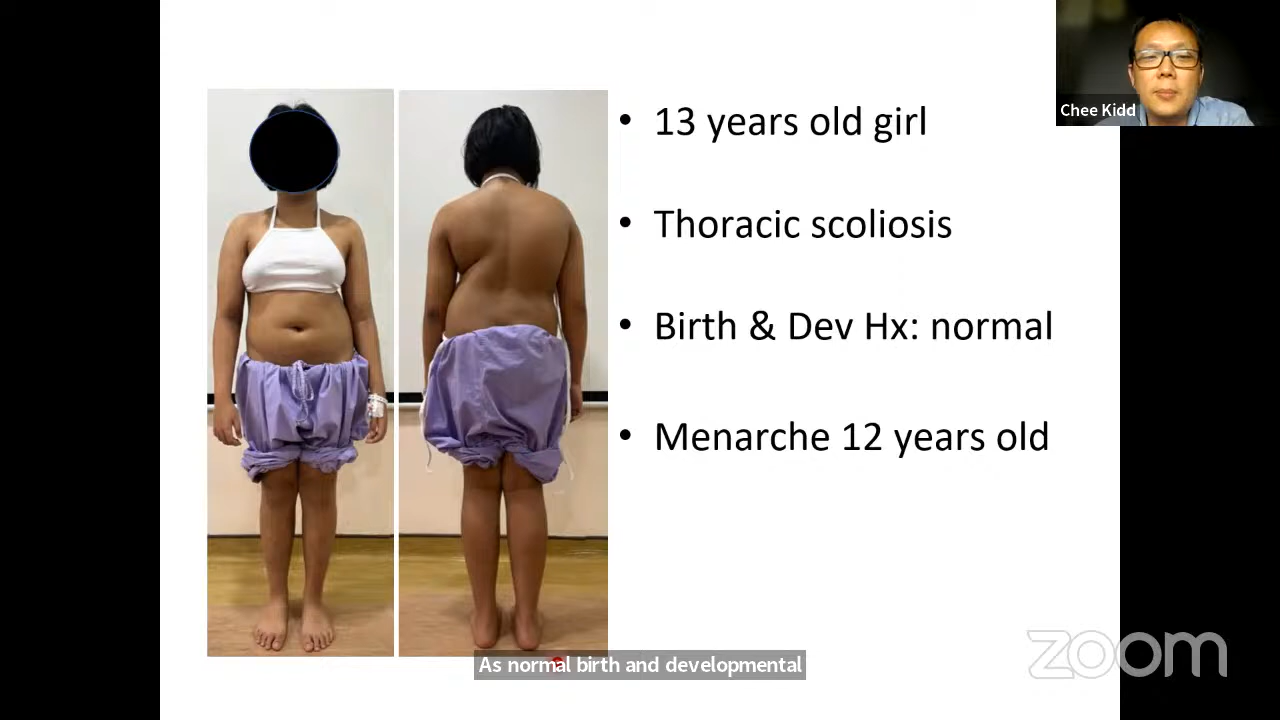 • 13 years old girl
• Thoracic scoliosis
• Birth & Dev Hx: normal
• Menarche 12 years old
Chee Kidd
zoom
As normal birth and developmental